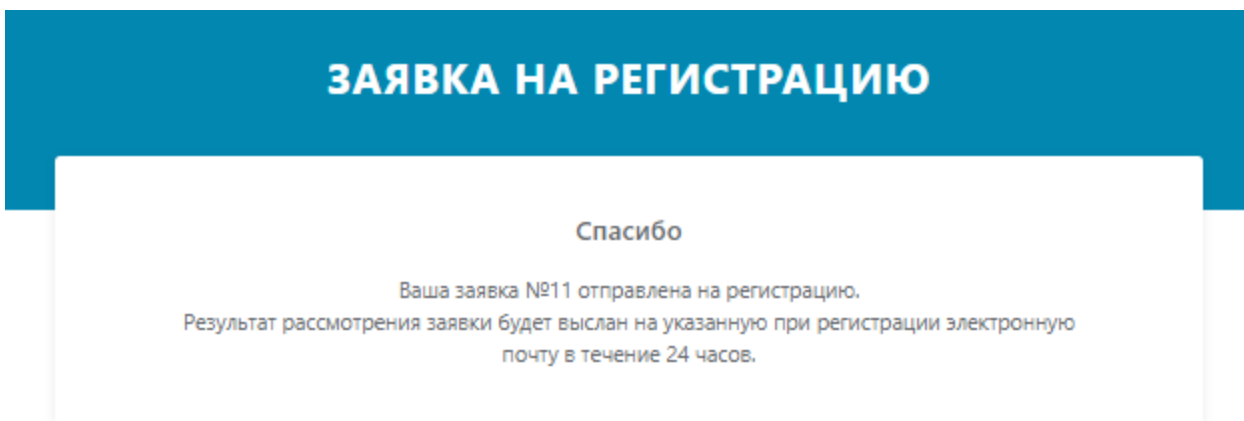 ЗАЯВКА НА РЕГИСТРАЦИЮ
Спасибо
Ваша заявка №11 отправлена на регистрацию.
Результат рассмотрения заявки будет выслан на указанную при регистрации электронную
почту в течение 24 часов.